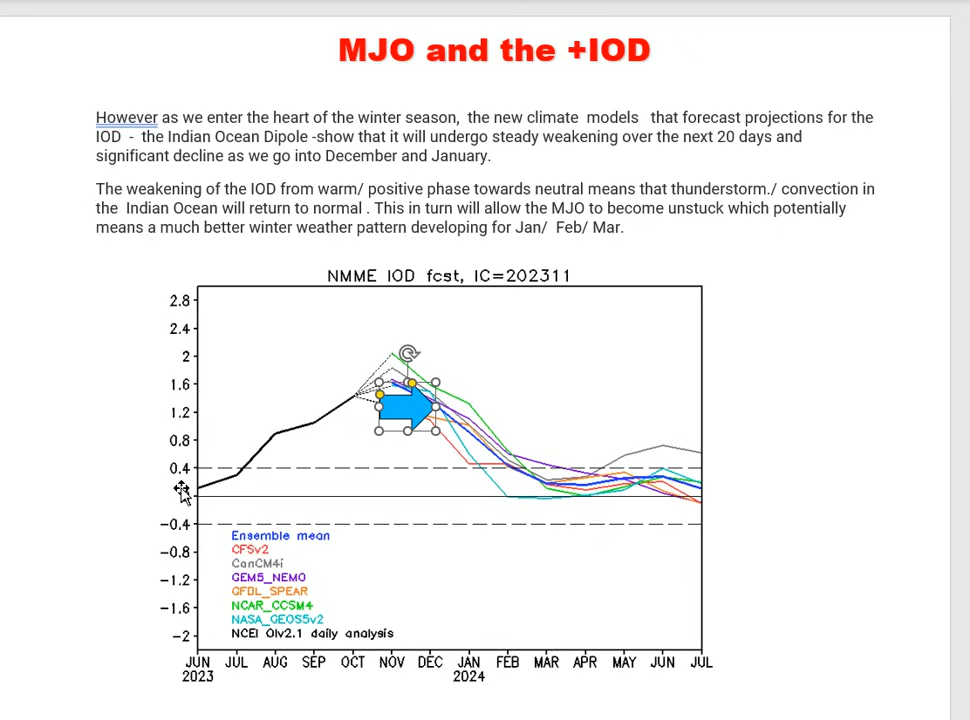 MJO and the +IOD
However as we enter the heart of the winter season, the new climate models that forecast projections for the
IOD - the Indian Ocean Dipole -show that it will undergo steady weakening over the next 20 days and
significant decline as we go into December and January.
The weakening of the IOD from warm/ positive phase towards neutral means that thunderstorm./ convection in
the Indian Ocean will return to normal . This in turn will allow the MJO to become unstuck which potentially
means a much better winter weather pattern developing for Jan/ Feb/ Mar.
NMME IOD fcst, IC=202311
2.8
2.4
2
1.6
1.2
0.8
0.4
-0.4
-0.8
-1.2
-1.6
-2
Ensemble mean
CFSv2
CanCM4i
GEM5_NEMO
GFDL_SPEAR
NCAR_CCSM4
NASA_GEOS5v2
NCEI OIv2.1 daily analysis
JUN JUL AUG SEP OCT NOV DEC JAN FEB MAR APR MAY JUN JUL
2023 2024